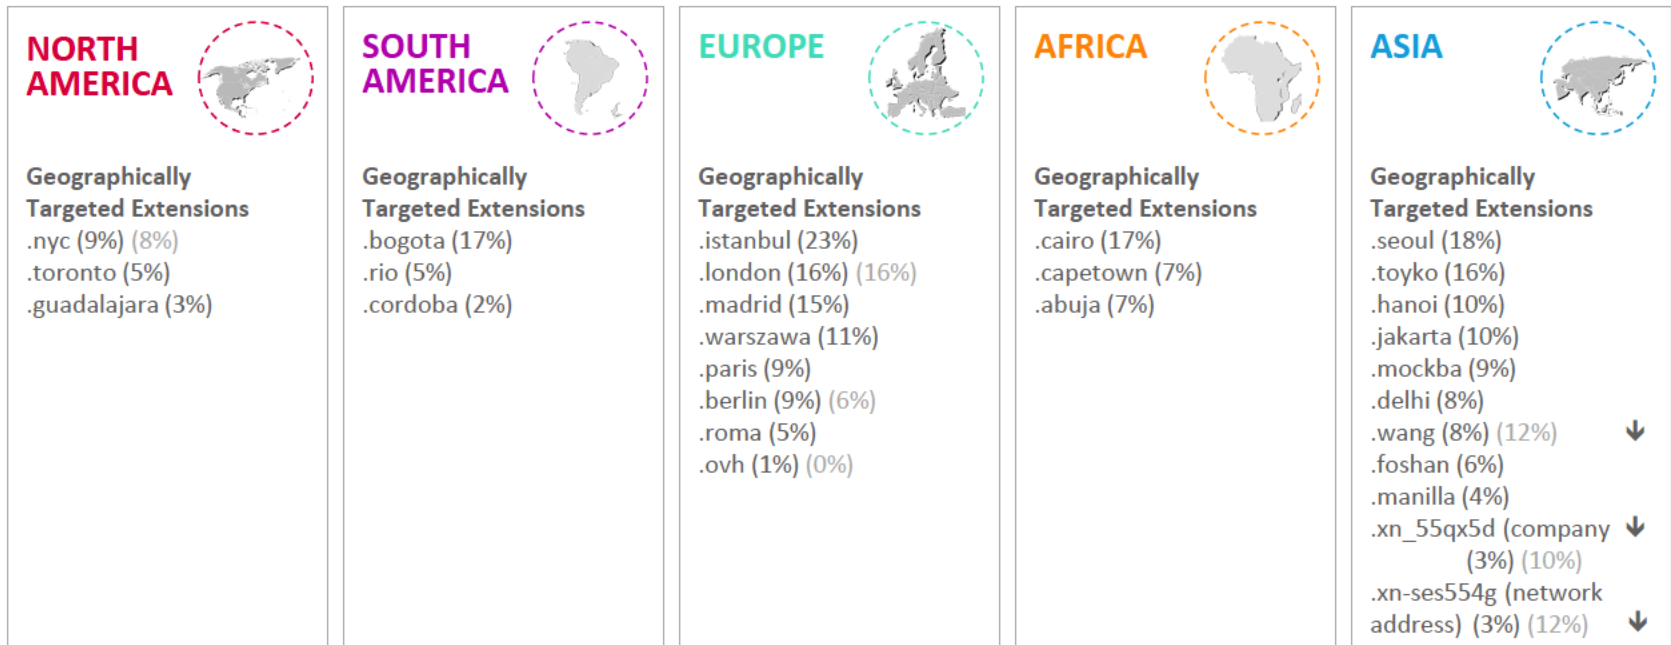 NORTH
AMERICA
Geographically
Targeted Extensions
.nyc (9%) (8%)
.toronto (5%)
.guadalajara (3%)
SOUTH
AMERICA
Geographically
Targeted Extensions
.bogota (17%)
.rio (5%)
.cordoba (2%)
EUROPE
Geographically
Targeted Extensions
.istanbul (23%)
.london (16%) (16%)
.madrid (15%)
.warszawa (11%)
.paris (9%)
.berlin (9%) (6%)
.roma (5%)
.ovh (1%) (0%)
AFRICA
Geographically
Targeted Extensions
.cairo (17%)
.capetown (7%)
.abuja (7%)
ASIA
Geographically
Targeted Extensions
.seoul (18%)
.toyko (16%)
.hanoi (10%)
.jakarta (10%)
.mockba (9%)
.delhi (8%)
.wang (8%) (12%)
.foshan (6%)
.manilla (4%)
.xn_55qx5d (company
(3%) (10%)
.xn-ses554g (network
address) (3%) (12%)